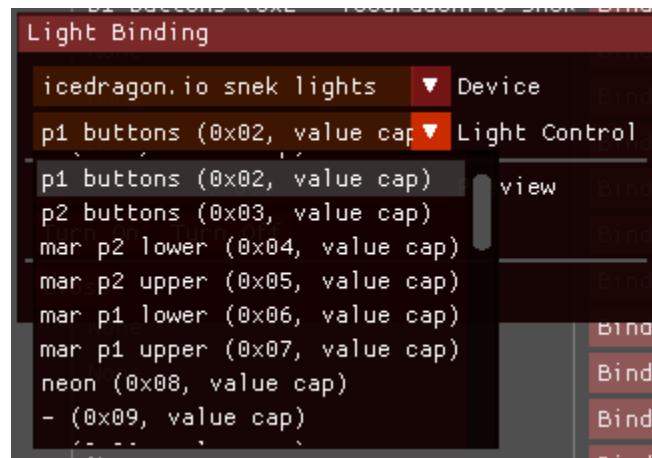 Light Binding
icedragon.io snek lights Device
p1 buttons (0x02, value cap Light Control
p1 buttons (0x02, value cap)
p2 buttons (0x03, value cap)
mar p2 lower (0x04, value cap)
mar p2 upper (0x05, value cap)
mar p1 lower (0x06, value cap)
mar p1 upper (0x07, value cap)
neon (0x08, value cap)
- (0x09, value cap)
Bind
Bind
Bind